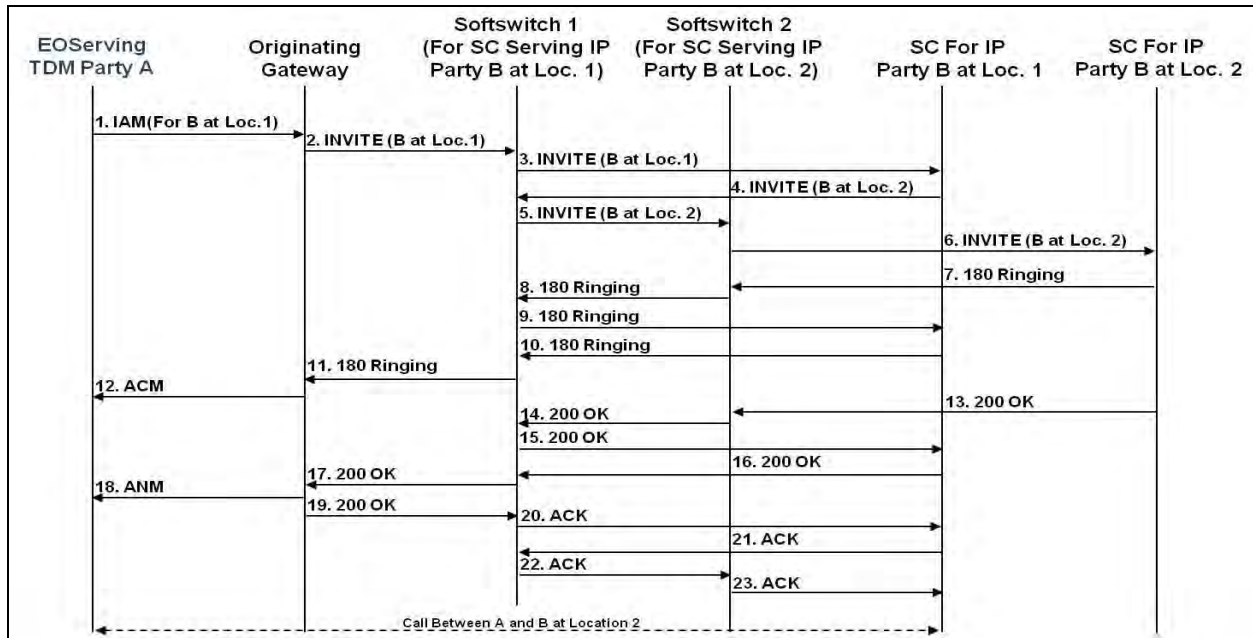 EOServing
TDM Party A
Originating
Gateway
Softswitch 1
(For SC Serving IP
Party B at Loc. 1)
Softswitch 2
(For SC Serving IP
Party B at Loc. 2)
SC For IP
Party B at Loc. 1
SC For IP
Party B at Loc. 2
1. IAM(For B at Loc.1)
2. INVITE (B at Loc.1)
3. INVITE (B at Loc.1)
4. INVITE (B at Loc. 2)
5. INVITE (B at Loc. 2)
6. INVITE (B at Loc. 2)
7. 180 Ringing
8. 180 Ringing
9. 180 Ringing
10. 180 Ringing
11. 180 Ringing
12. ACM
13. 200 OK
14. 200 OK
15. 200 OK
16. 200 OK
17. 200 OK
18. ANM
19. 200 OK
20. ACK
21. ACK
22. ACK
23. ACK
Call Between A and B at Location 2